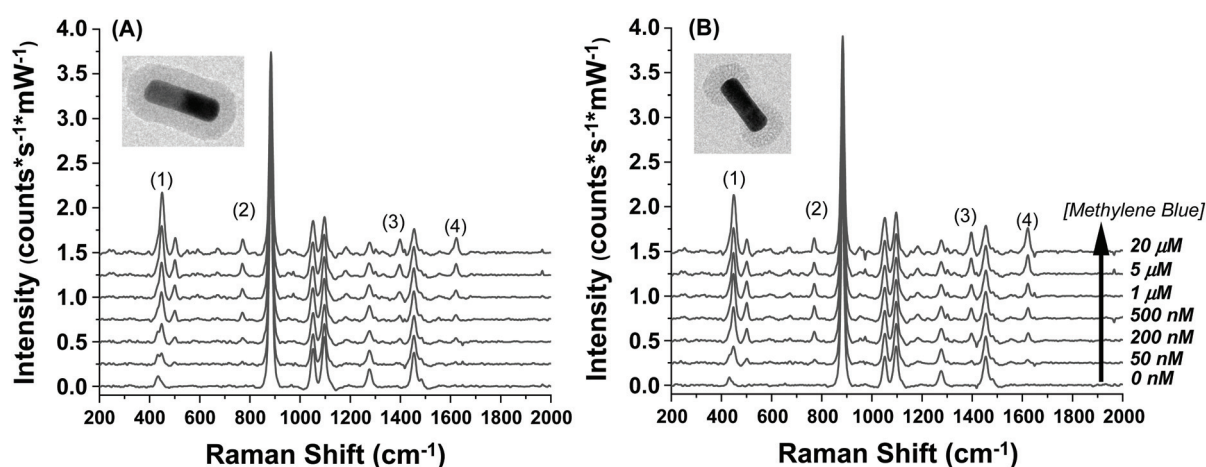 (A)
4.0
3.5
3.0
2.5
2.0
1.5
1.0
0.5
0.0
Intensity (counts*s⁻¹*mW⁻¹)
(1)
(2)
(3)
(4)
200 400 600 800 1000 1200 1400 1600 1800 2000
Raman Shift (cm⁻¹)
(B)
4.0
3.5
3.0
2.5
2.0
1.5
1.0
0.5
0.0
Intensity (counts*s⁻¹*mW⁻¹)
(1)
(2)
(3)
(4)
[Methylene Blue]
20 μM
5 μM
1 μM
500 nM
200 nM
50 nM
0 nM
200 400 600 800 1000 1200 1400 1600 1800 2000
Raman Shift (cm⁻¹)